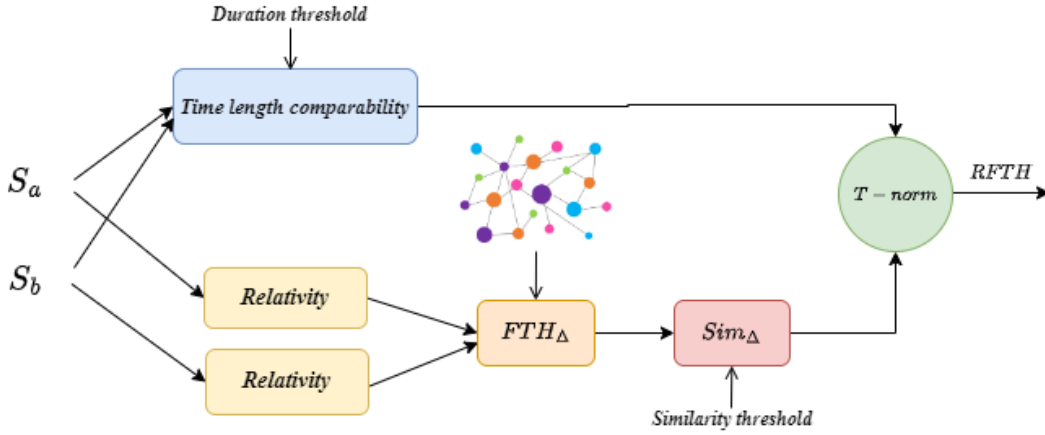 Duration threshold
Time length comparability
S_a
S_b
T − norm
RFTH
Relativity
FTH_Δ
Sim_Δ
Relativity
Similarity threshold